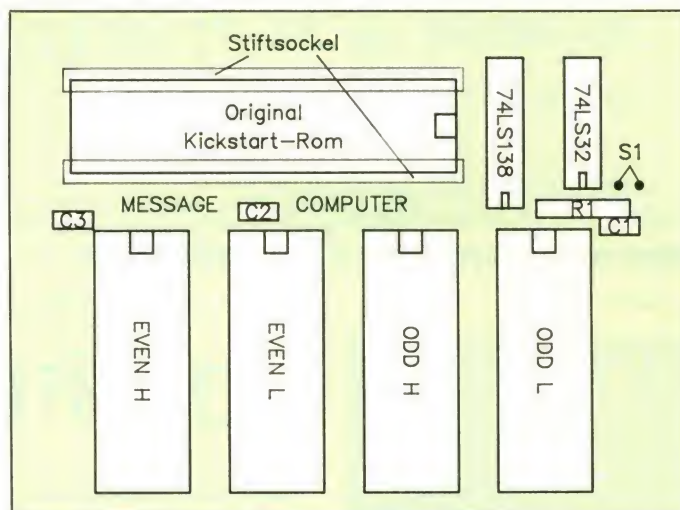 Stiftsockel
Original
Kickstart-Rom
74LS138
74LS32
S1
MESSAGE COMPUTER
C3
C2
R1
C1
EVEN H
EVEN L
ODD H
ODD L